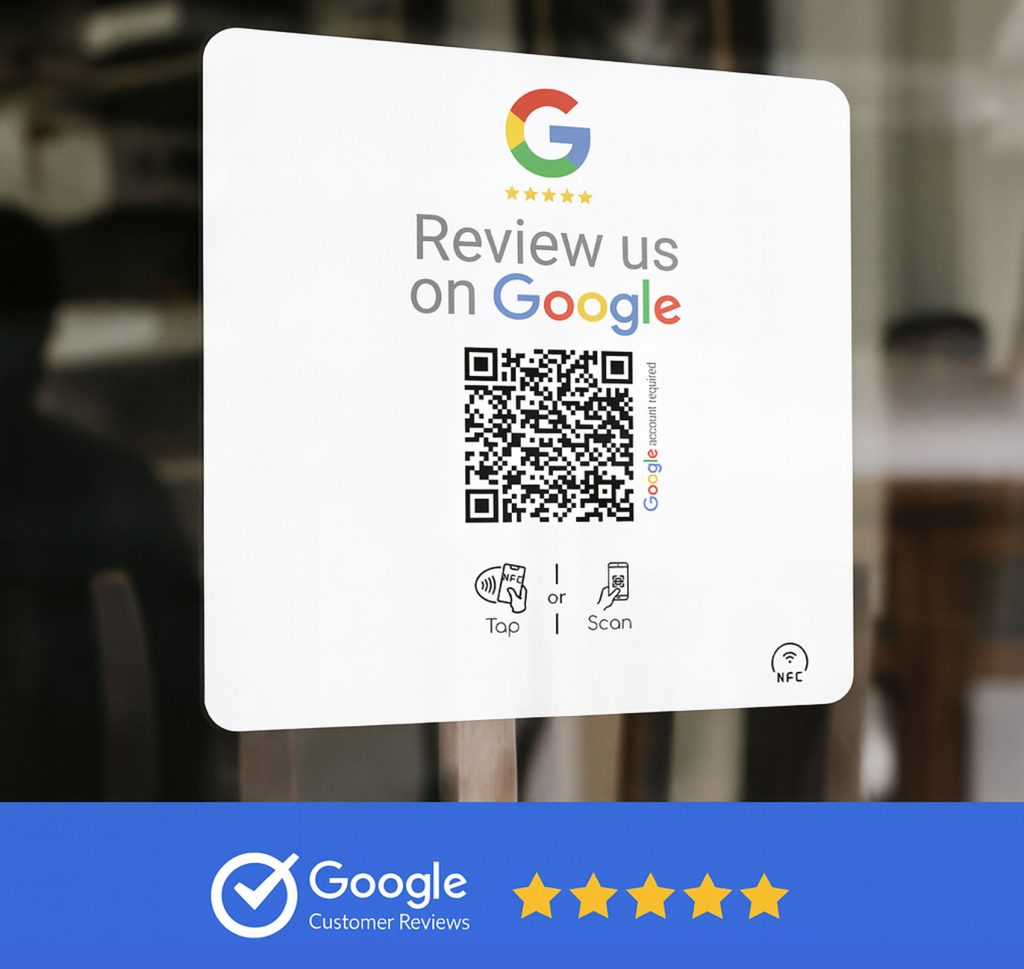 G
Review us
on Google
Google account required
NFC
Tap
or
Scan
NFC
Google
Customer Reviews